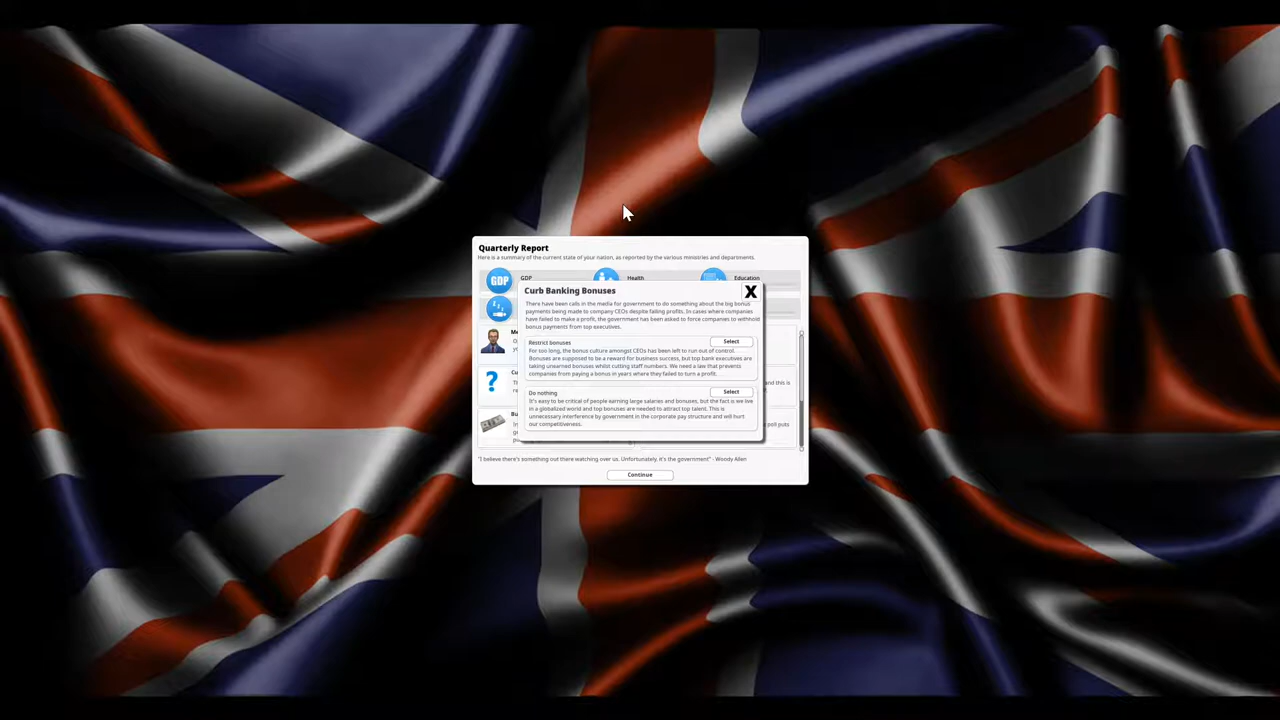 Quarterly Report
Here is a summary of the current state of your nation, as reported by the various ministries and departments.
GDP GDP Health Education
Curb Banking Bonuses X
There have been calls in the media for government to do something about the big bonus
payments being made to company CEOs despite falling profits. In cases where companies
have failed to make a profit, the government has been asked to force companies to withhold
bonus payments from top executives.
Restrict bonuses Select
For too long, the bonus culture amongst CEOs has been left to run out of control.
Bonuses are supposed to be a reward for business success, but top bank executives are
taking unearned bonuses whilst cutting staff numbers. We need a law that prevents
companies from paying a bonus in years where they failed to turn a profit.
Do nothing Select
It's easy to be critical of people earning large salaries and bonuses, but the fact is we live
in a globalized world and top bonuses are needed to attract top talent. This is
unnecessary interference by government in the corporate pay structure and will hurt
our competitiveness.
and this is
poll puts
"I believe there's something out there watching over us. Unfortunately, it's the government" - Woody Allen
Continue